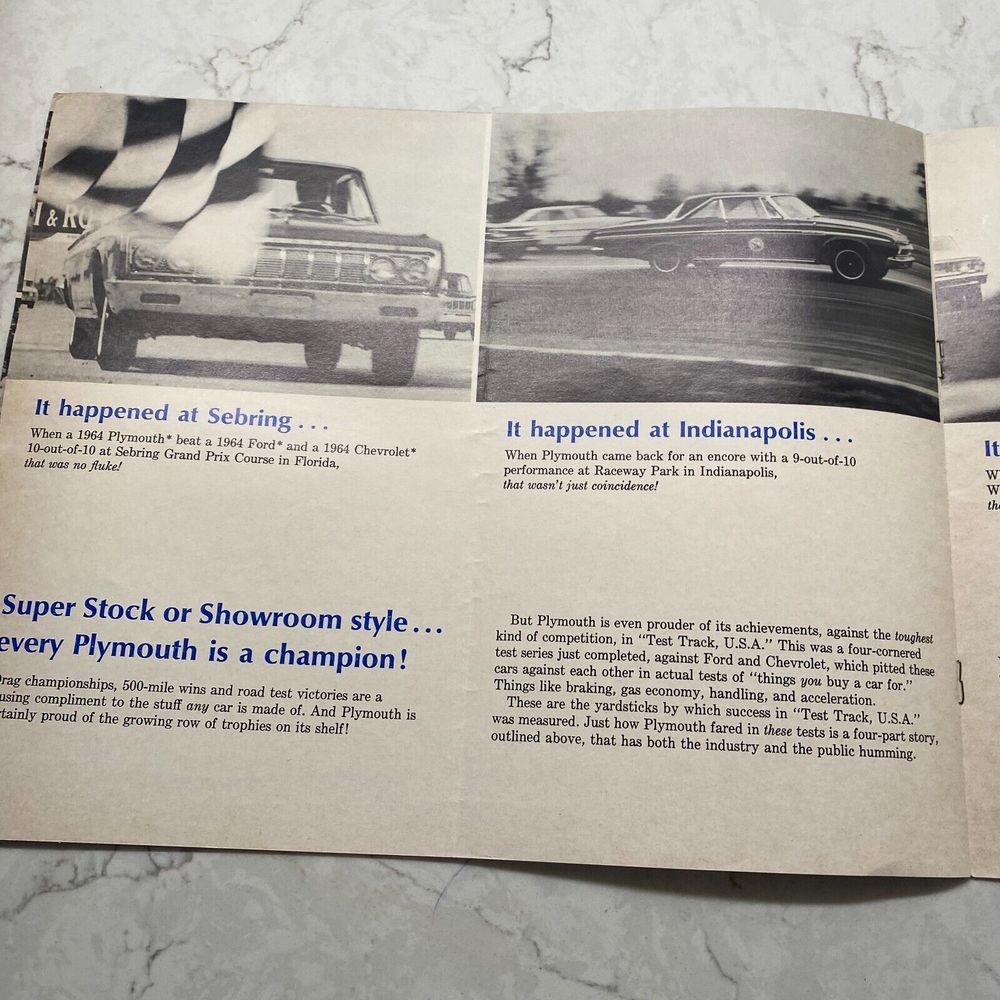 & RO
It happened at Sebring . . .
When a 1964 Plymouth* beat a 1964 Ford* and a 1964 Chevrolet*
10-out-of-10 at Sebring Grand Prix Course in Florida,
that was no fluke!
It happened at Indianapolis . . .
When Plymouth came back for an encore with a 9-out-of-10
performance at Raceway Park in Indianapolis,
that wasn't just coincidence!
It
W
W
th
Super Stock or Showroom style...
every Plymouth is a champion!
rag championships, 500-mile wins and road test victories are a
using compliment to the stuff any car is made of. And Plymouth is
tainly proud of the growing row of trophies on its shelf!
But Plymouth is even prouder of its achievements, against the toughest
kind of competition, in "Test Track, U.S.A." This was a four-cornered
test series just completed, against Ford and Chevrolet, which pitted these
cars against each other in actual tests of "things you buy a car for."
Things like braking, gas economy, handling, and acceleration.
These are the yardsticks by which success in "Test Track, U.S.A."
was measured. Just how Plymouth fared in these tests is a four-part story,
outlined above, that has both the industry and the public humming.